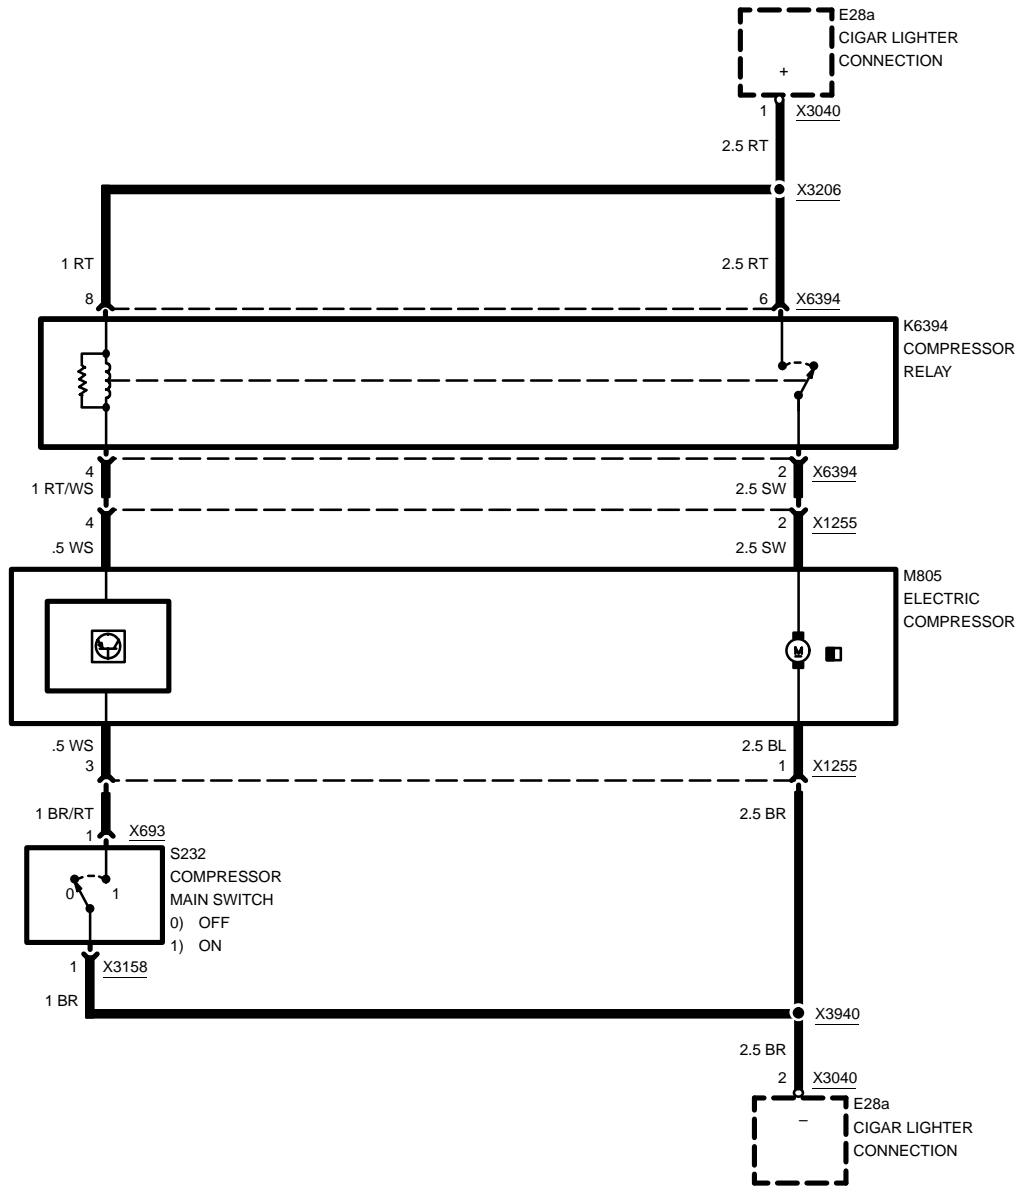 E28a
CIGAR LIGHTER
CONNECTION
+
1 X3040
2.5 RT
X3206
1 RT 2.5 RT
8 6 X6394
K6394
COMPRESSOR
RELAY
4 2 X6394
1 RT/WS 2.5 SW
4 2 X1255
.5 WS 2.5 SW
M805
ELECTRIC
COMPRESSOR
M
.5 WS 2.5 BL
3 1 X1255
1 BR/RT 2.5 BR
1 X693
S232
COMPRESSOR
MAIN SWITCH
0) OFF
1) ON
0 1
1 X3158
1 BR
X3940
2.5 BR
2 X3040
E28a
CIGAR LIGHTER
CONNECTION
–